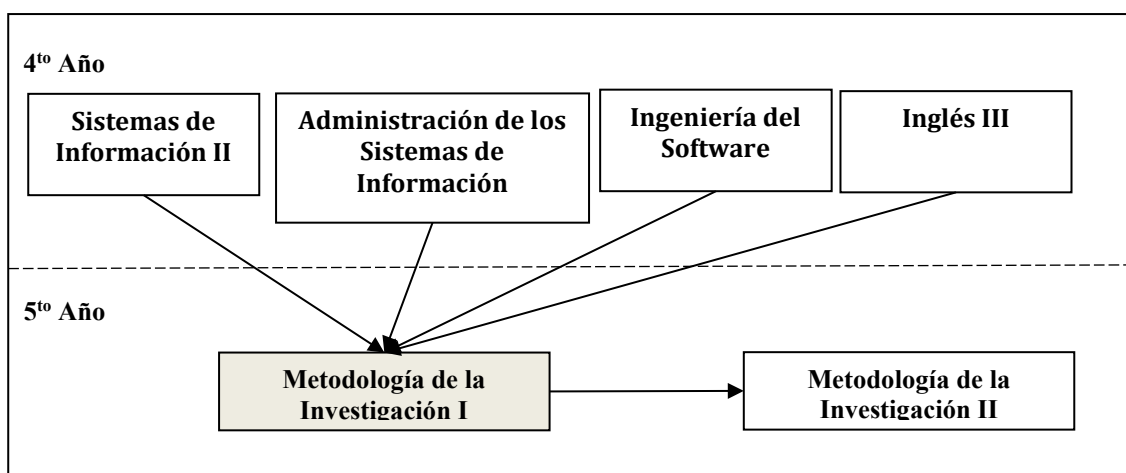 4to Año
Sistemas de
Información II
Administración de los
Sistemas de
Información
Ingeniería del
Software
Inglés III
5to Año
Metodología de la
Investigación I
Metodología de la
Investigación II